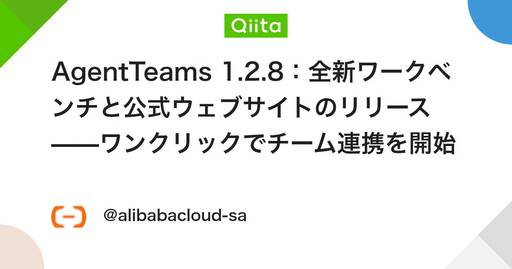 Qiita
AgentTeams 1.2.8：全新ワークベ
ンチと公式ウェブサイトのリリース
——ワンクリックでチーム連携を開始
@alibabacloud-sa